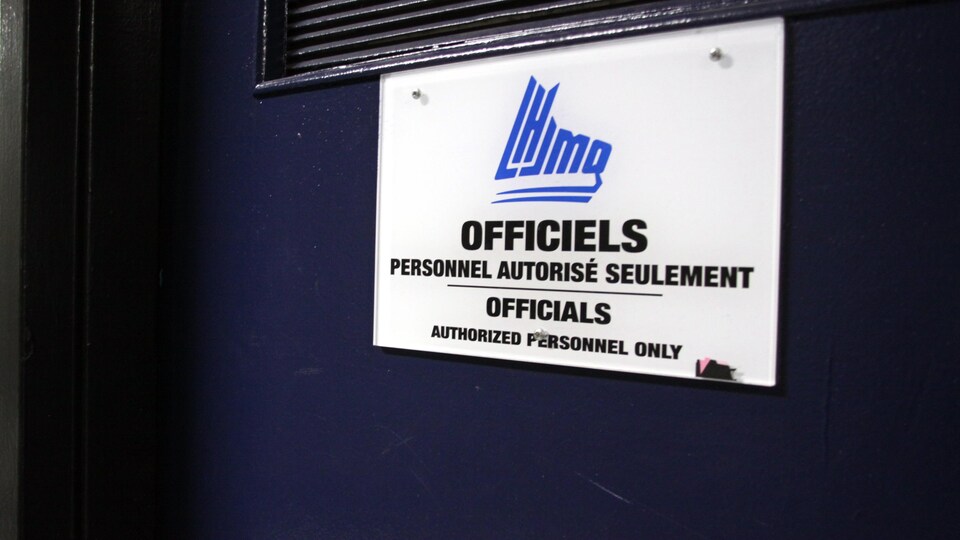 LHJMQ
OFFICIELS
PERSONNEL AUTORISÉ SEULEMENT
OFFICIALS
AUTHORIZED PERSONNEL ONLY